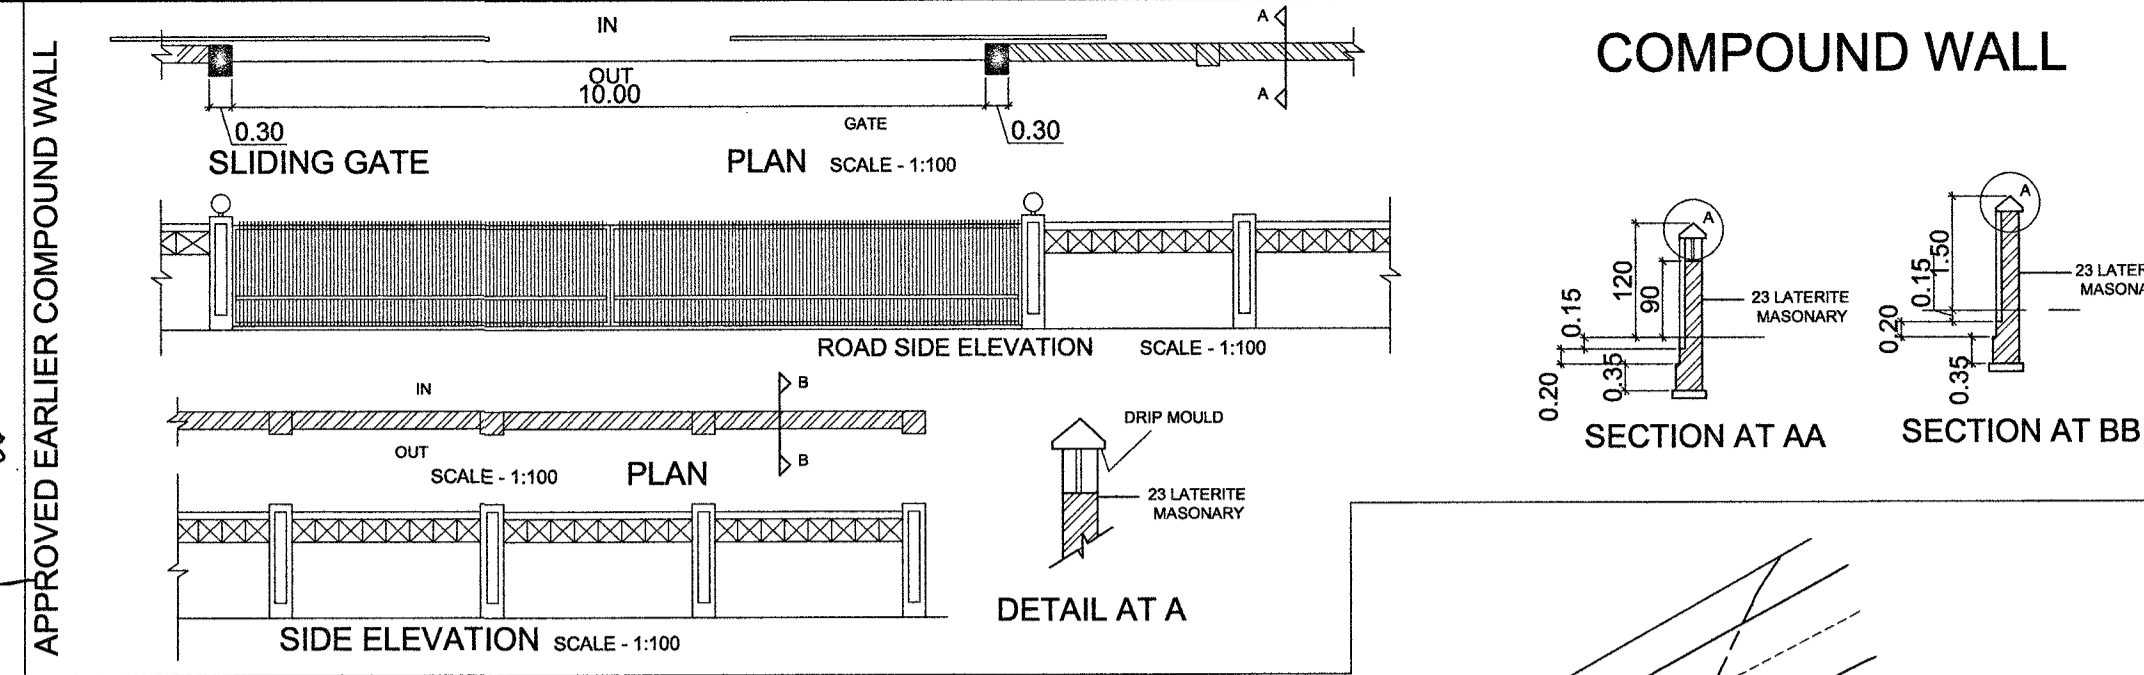 APPROVED EARLIER COMPOUND WALL
IN
OUT
10.00
0.30
0.30
GATE
SLIDING GATE
PLAN SCALE - 1:100
A
A
COMPOUND WALL
ROAD SIDE ELEVATION SCALE - 1:100
IN
B
OUT
B
SCALE - 1:100 PLAN
SIDE ELEVATION SCALE - 1:100
DRIP MOULD
23 LATERITE
MASONARY
DETAIL AT A
A
120
90
0.15
0.20
0.35
23 LATERITE
MASONARY
SECTION AT AA
A
1.50
0.15
0.20
0.35
SECTION AT BB